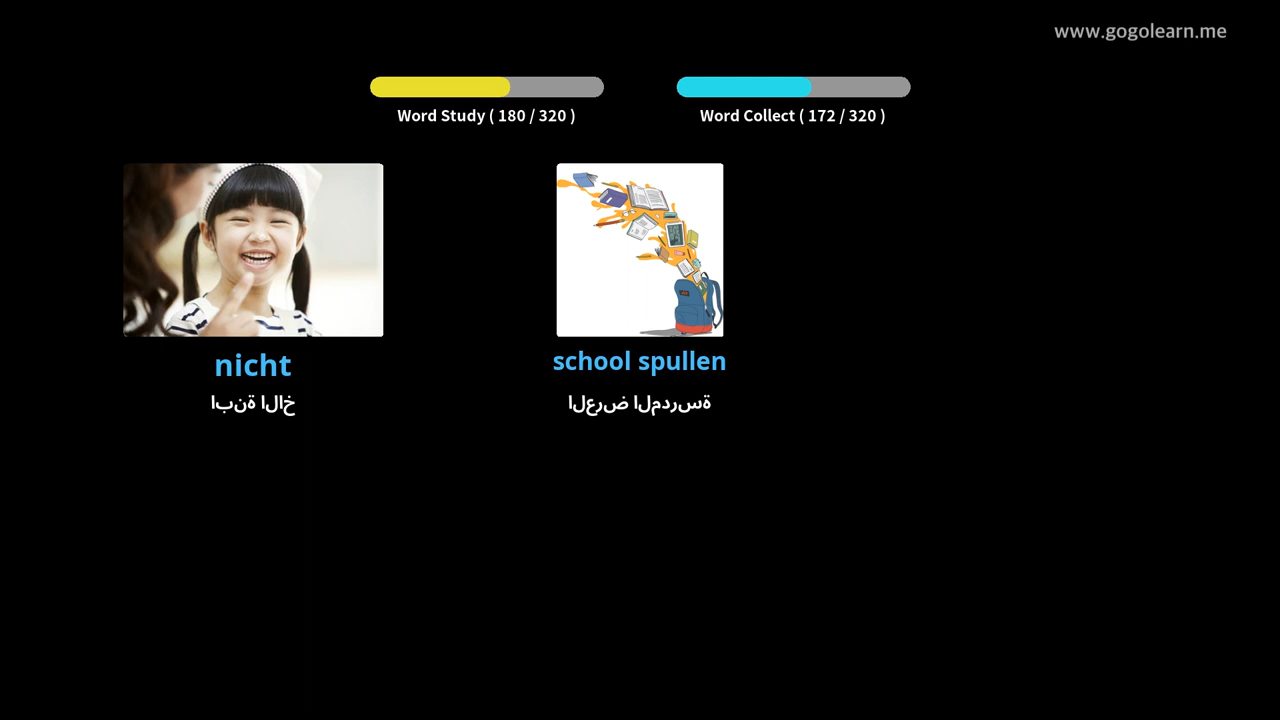 www.gogolearn.me
Word Study ( 180 / 320 )
Word Collect ( 172 / 320 )
nicht
ابنة الاخ
school spullen
العرض المدرسة